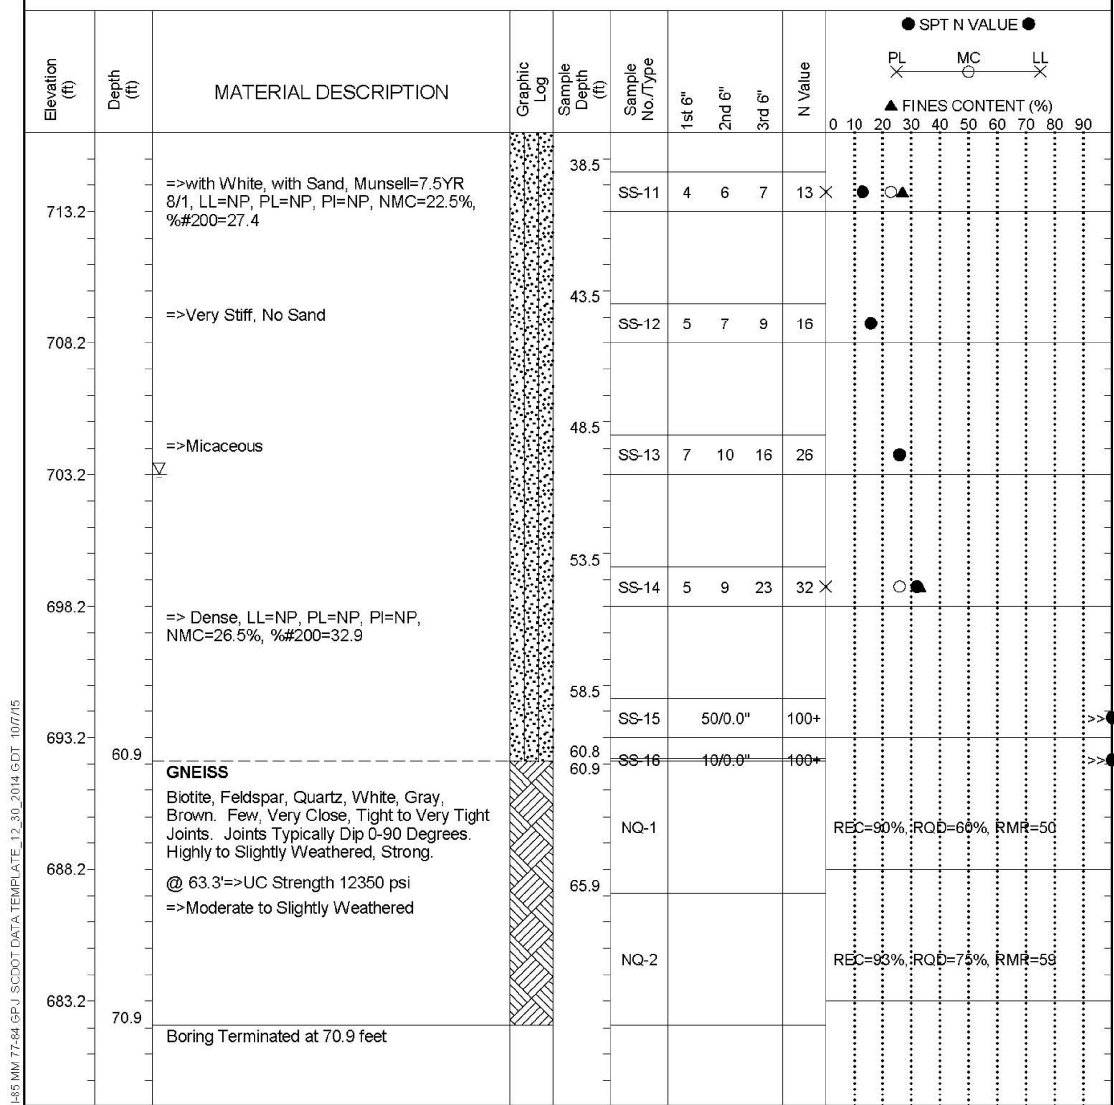 ● SPT N VALUE ●
PL MC LL
▲ FINES CONTENT (%)
0 10 20 30 40 50 60 70 80 90
Elevation (ft)
Depth (ft)
MATERIAL DESCRIPTION
Graphic Log
Sample Depth (ft)
Sample No./Type
1st 6"
2nd 6"
3rd 6"
N Value
38.5
=>with White, with Sand, Munsell=7.5YR
8/1, LL=NP, PL=NP, PI=NP, NMC=22.5%,
%#200=27.4
SS-11 4 6 7 13
713.2
43.5
=>Very Stiff, No Sand
SS-12 5 7 9 16
708.2
48.5
=>Micaceous
SS-13 7 10 16 26
703.2
53.5
SS-14 5 9 23 32
698.2
=> Dense, LL=NP, PL=NP, PI=NP,
NMC=26.5%, %#200=32.9
58.5
SS-15 50/0.0" 100+ >>
693.2
60.9
60.8
SS-16 10/0.0" 100+ >>
60.9
GNEISS
Biotite, Feldspar, Quartz, White, Gray,
Brown. Few, Very Close, Tight to Very Tight
Joints. Joints Typically Dip 0-90 Degrees.
Highly to Slightly Weathered, Strong.
NQ-1 REC=90%, RQD=60%, RMR=50
688.2
@ 63.3'=>UC Strength 12350 psi
65.9
=>Moderate to Slightly Weathered
NQ-2 REC=93%, RQD=75%, RMR=59
683.2
70.9
Boring Terminated at 70.9 feet
I-85 MM 77-84.GPJ SCDOT DATA TEMPLATE_12_30_2014.GDT 10/7/15